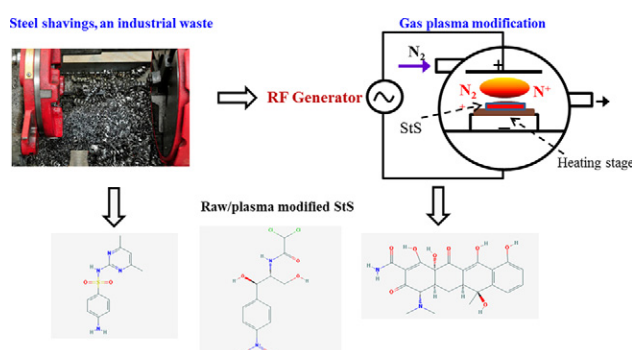 Steel shavings, an industrial waste
Gas plasma modification
N2
+
RF Generator
N2
N+
+
StS
−
Heating stage
Raw/plasma modified StS